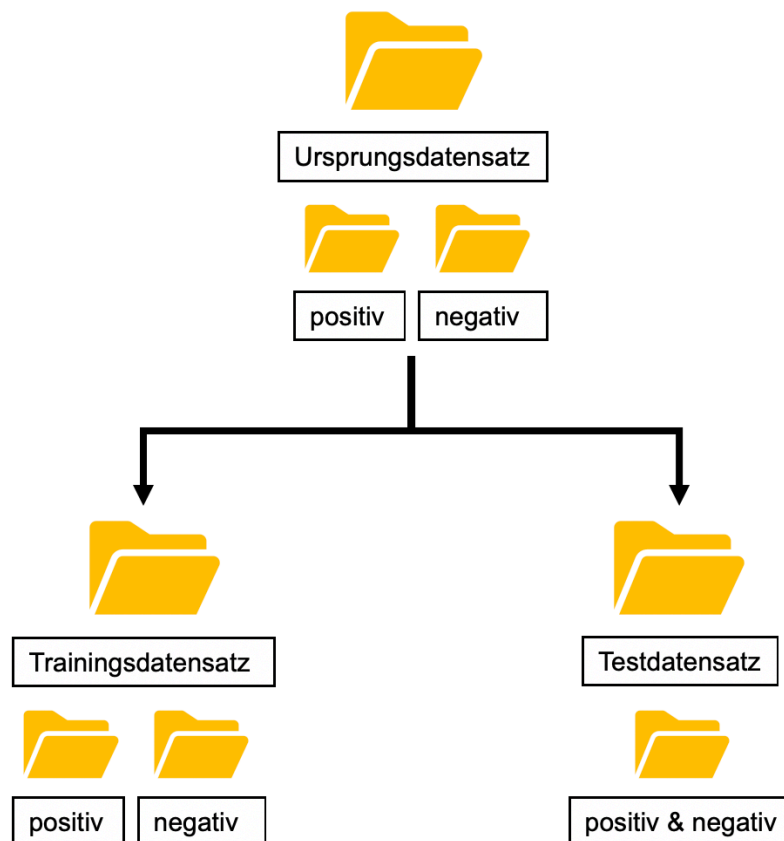 Ursprungsdatensatz
positiv
negativ
Trainingsdatensatz
Testdatensatz
positiv
negativ
positiv & negativ